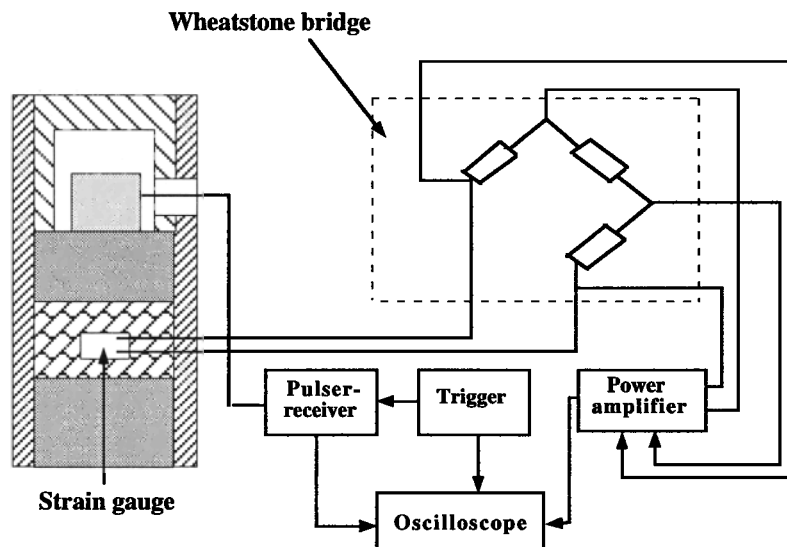 Wheatstone bridge
Pulser-
receiver
Trigger
Power
amplifier
Strain gauge
Oscilloscope